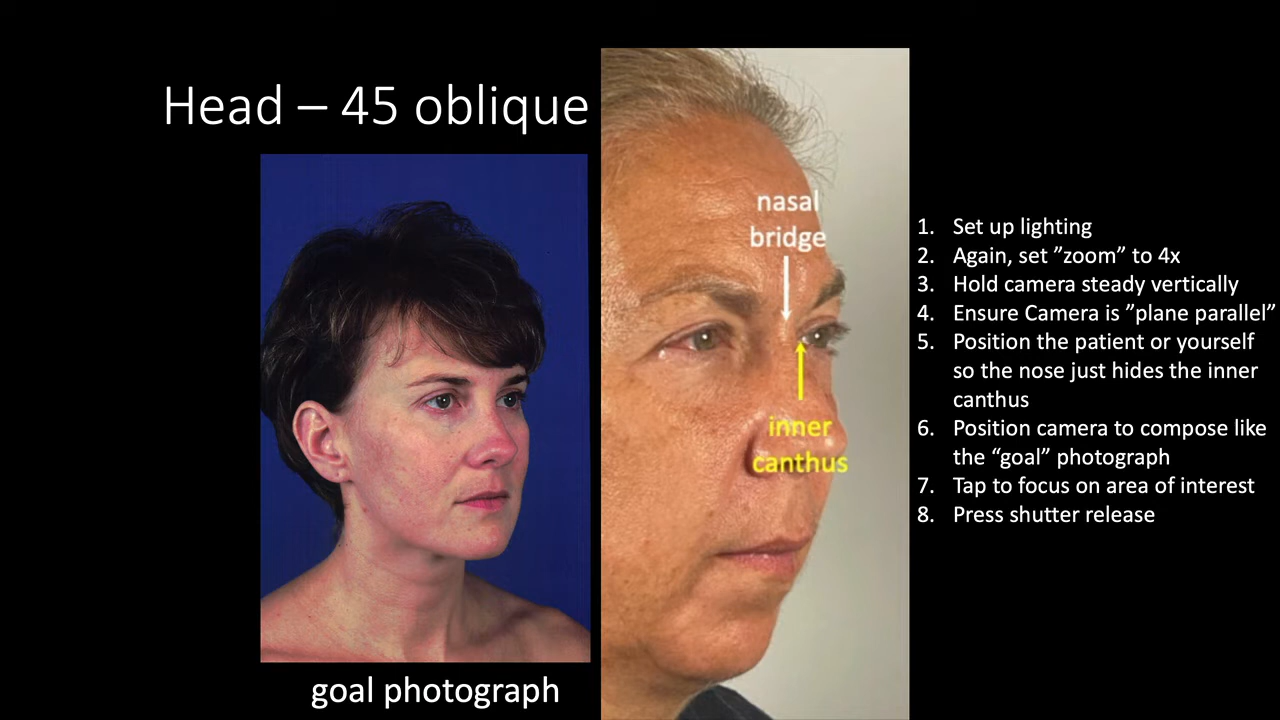 Head – 45 oblique
goal photograph
nasal
bridge
inner
canthus
1. Set up lighting
2. Again, set ”zoom” to 4x
3. Hold camera steady vertically
4. Ensure Camera is ”plane parallel”
5. Position the patient or yourself
so the nose just hides the inner
canthus
6. Position camera to compose like
the “goal” photograph
7. Tap to focus on area of interest
8. Press shutter release